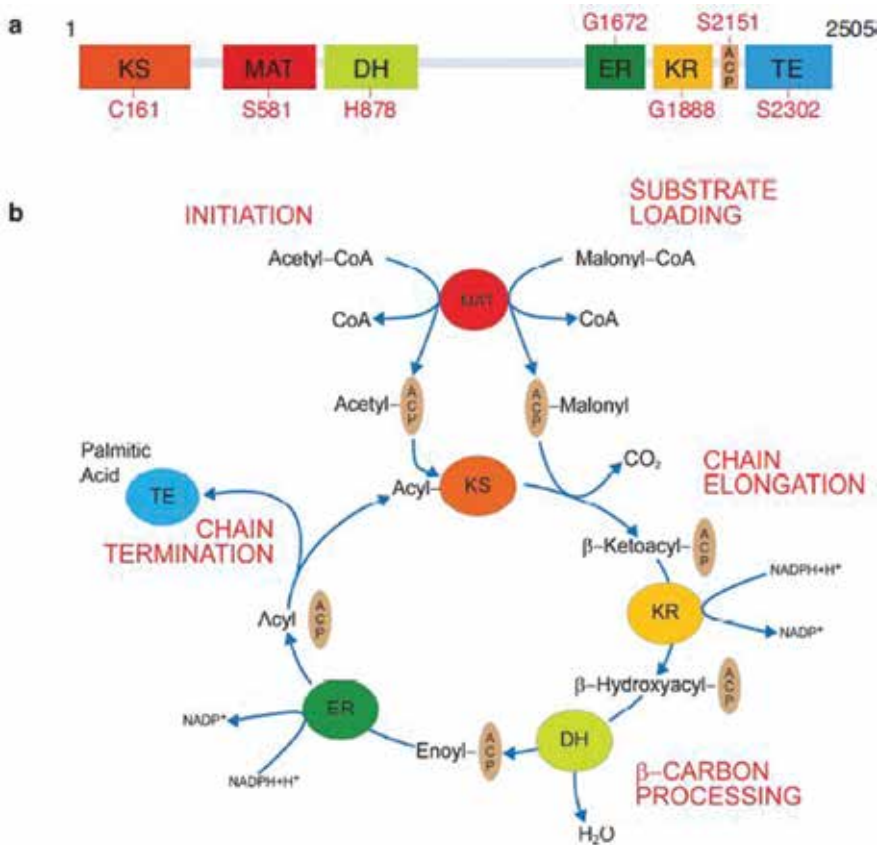 a
1
G1672
S2151
2505
KS
MAT
DH
ER
KR
ACP
TE
C161
S581
H878
G1888
S2302
b
INITIATION
SUBSTRATE
LOADING
Acetyl–CoA
Malonyl–CoA
MAT
CoA
CoA
Acetyl–ACP
ACP–Malonyl
Palmitic
Acid
TE
CHAIN
TERMINATION
Acyl–KS
CO₂
CHAIN
ELONGATION
β–Ketoacyl–ACP
NADPH+H⁺
KR
NADP⁺
Acyl ACP
β–Hydroxyacyl–ACP
NADP⁺
ER
Enoyl–ACP
DH
NADPH+H⁺
β–CARBON
PROCESSING
H₂O